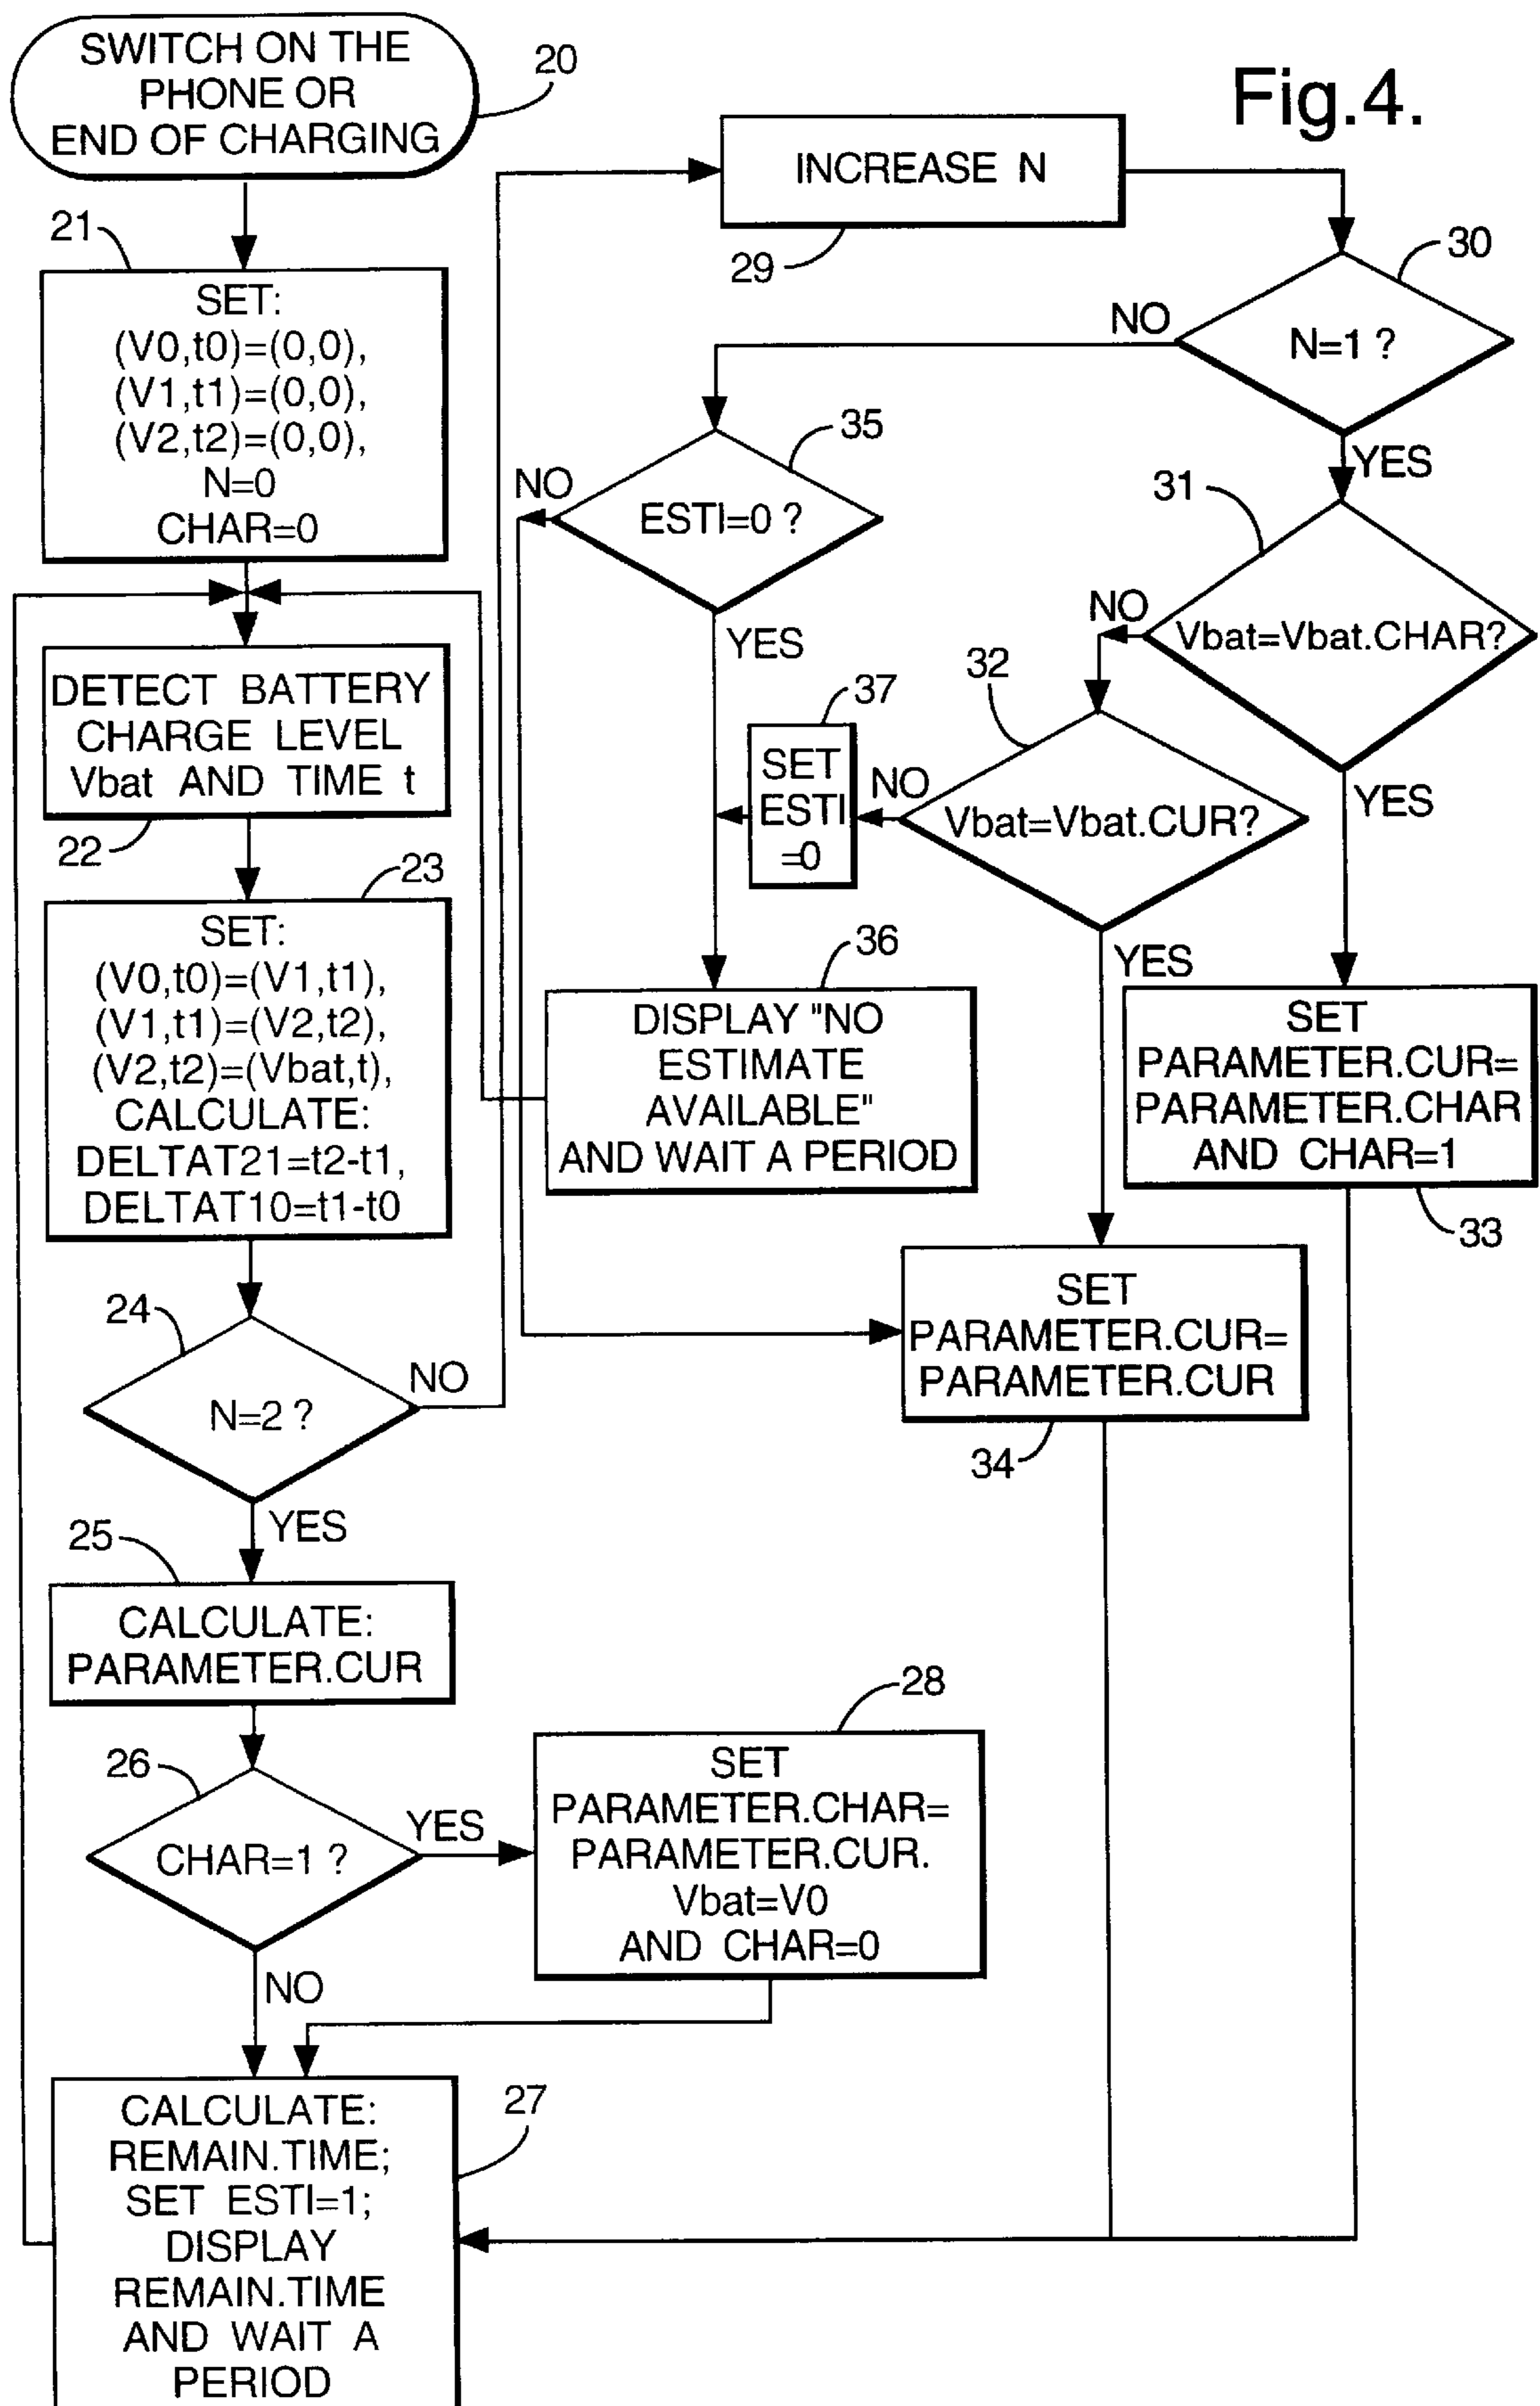 Fig.4.
SWITCH ON THE
PHONE OR
END OF CHARGING
20
21
SET:
(V0,t0)=(0,0),
(V1,t1)=(0,0),
(V2,t2)=(0,0),
N=0
CHAR=0
DETECT BATTERY
CHARGE LEVEL
Vbat AND TIME t
22
23
SET:
(V0,t0)=(V1,t1),
(V1,t1)=(V2,t2),
(V2,t2)=(Vbat,t),
CALCULATE:
DELTAT21=t2-t1,
DELTAT10=t1-t0
24
N=2 ?
NO
YES
25
CALCULATE:
PARAMETER.CUR
26
CHAR=1 ?
YES
NO
28
SET
PARAMETER.CHAR=
PARAMETER.CUR.
Vbat=V0
AND CHAR=0
27
CALCULATE:
REMAIN.TIME;
SET ESTI=1;
DISPLAY
REMAIN.TIME
AND WAIT A
PERIOD
INCREASE N
29
30
N=1 ?
NO
YES
35
ESTI=0 ?
NO
YES
31
Vbat=Vbat.CHAR?
NO
YES
32
Vbat=Vbat.CUR?
NO
YES
37
SET
ESTI
=0
36
DISPLAY "NO
ESTIMATE
AVAILABLE"
AND WAIT A PERIOD
SET
PARAMETER.CUR=
PARAMETER.CHAR
AND CHAR=1
33
SET
PARAMETER.CUR=
PARAMETER.CUR
34